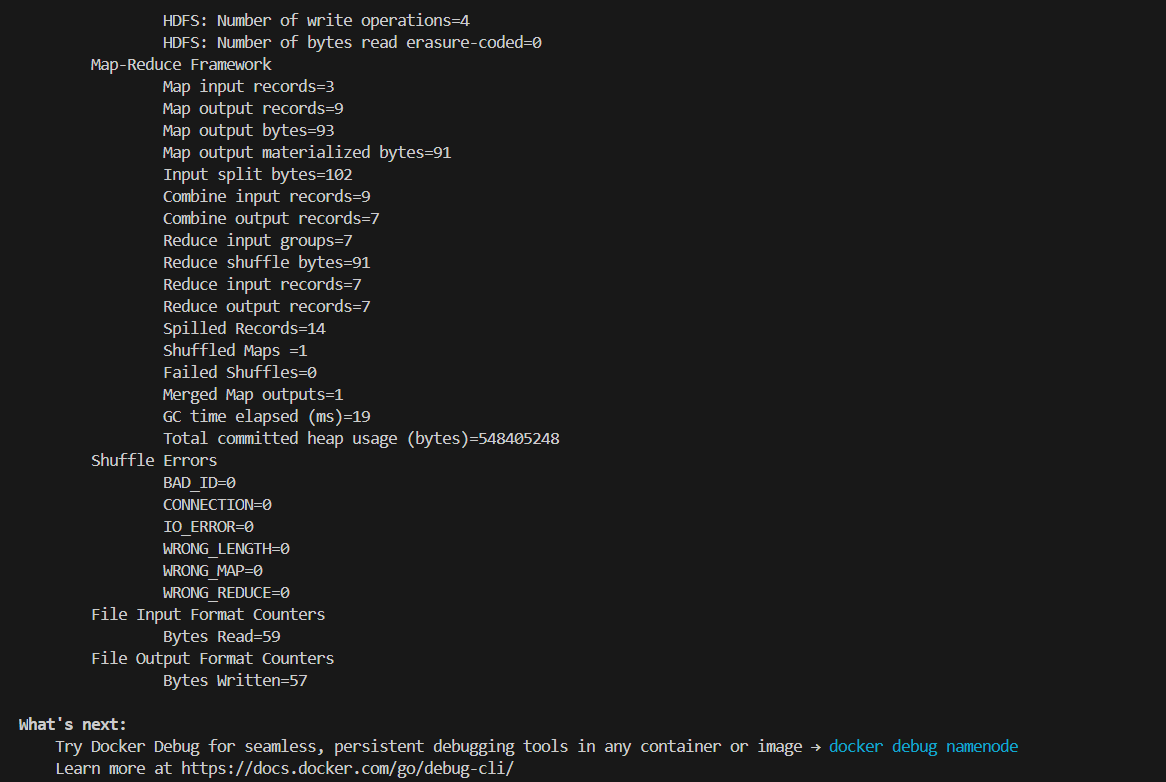 HDFS: Number of write operations=4
HDFS: Number of bytes read erasure-coded=0
Map-Reduce Framework
Map input records=3
Map output records=9
Map output bytes=93
Map output materialized bytes=91
Input split bytes=102
Combine input records=9
Combine output records=7
Reduce input groups=7
Reduce shuffle bytes=91
Reduce input records=7
Reduce output records=7
Spilled Records=14
Shuffled Maps =1
Failed Shuffles=0
Merged Map outputs=1
GC time elapsed (ms)=19
Total committed heap usage (bytes)=548405248
Shuffle Errors
BAD_ID=0
CONNECTION=0
IO_ERROR=0
WRONG_LENGTH=0
WRONG_MAP=0
WRONG_REDUCE=0
File Input Format Counters
Bytes Read=59
File Output Format Counters
Bytes Written=57
What's next:
Try Docker Debug for seamless, persistent debugging tools in any container or image → docker debug namenode
Learn more at https://docs.docker.com/go/debug-cli/